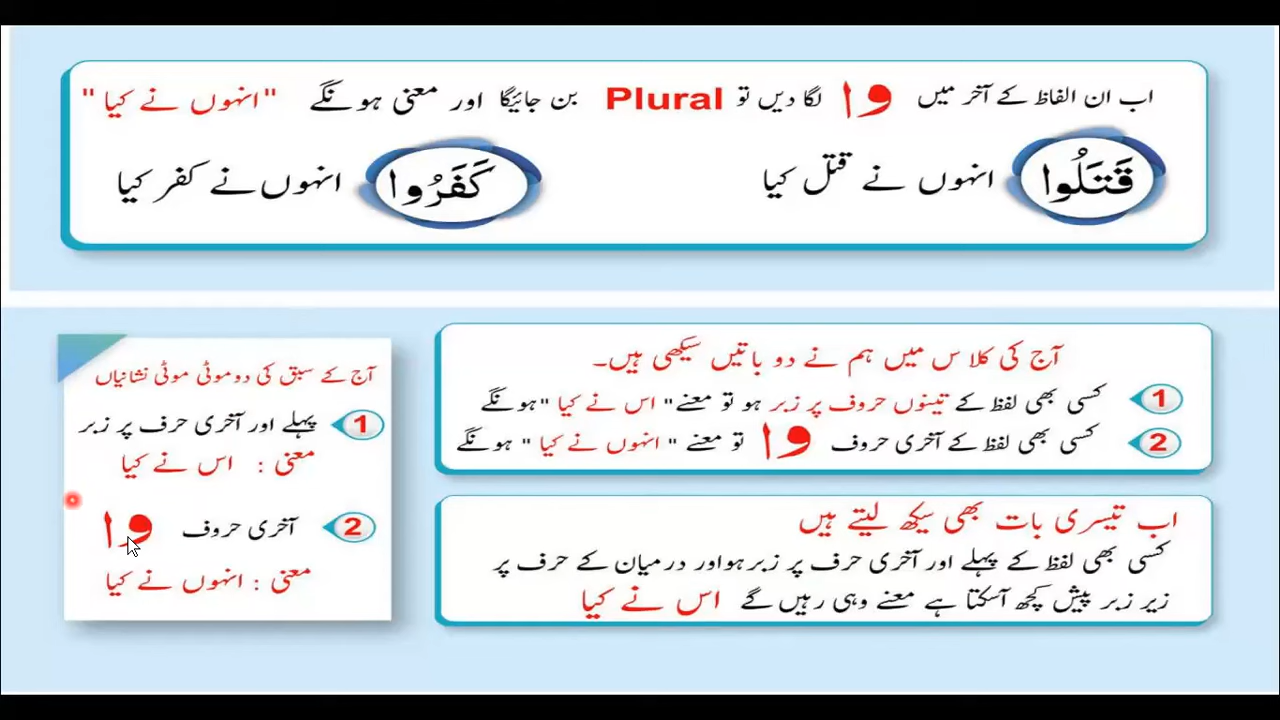 اب ان الفاظ کے آخر میں وا لگا دیں تو Plural بن جائیگا اور معنی ہونگے "انہوں نے کیا"
قَتَلُوا انہوں نے قتل کیا
كَفَرُوا انہوں نے کفر کیا
آج کی کلاس میں ہم نے دو باتیں سیکھی ہیں۔
1 کسی بھی لفظ کے تینوں حروف پر زبر ہو تو معنے "اس نے کیا" ہونگے
2 کسی بھی لفظ کے آخری حروف وا تو معنے "انہوں نے کیا" ہونگے
اب تیسری بات بھی سیکھ لیتے ہیں
کسی بھی لفظ کے پہلے اور آخری حرف پر زبر ہو اور درمیان کے حرف پر
زیر زبر پیش کچھ آسکتا ہے معنے وہی رہیں گے اس نے کیا
آج کے سبق کی دو موٹی موٹی نشانیاں
1 پہلے اور آخری حرف پر زبر
معنی : اس نے کیا
2 آخری حروف وا
معنی : انہوں نے کیا